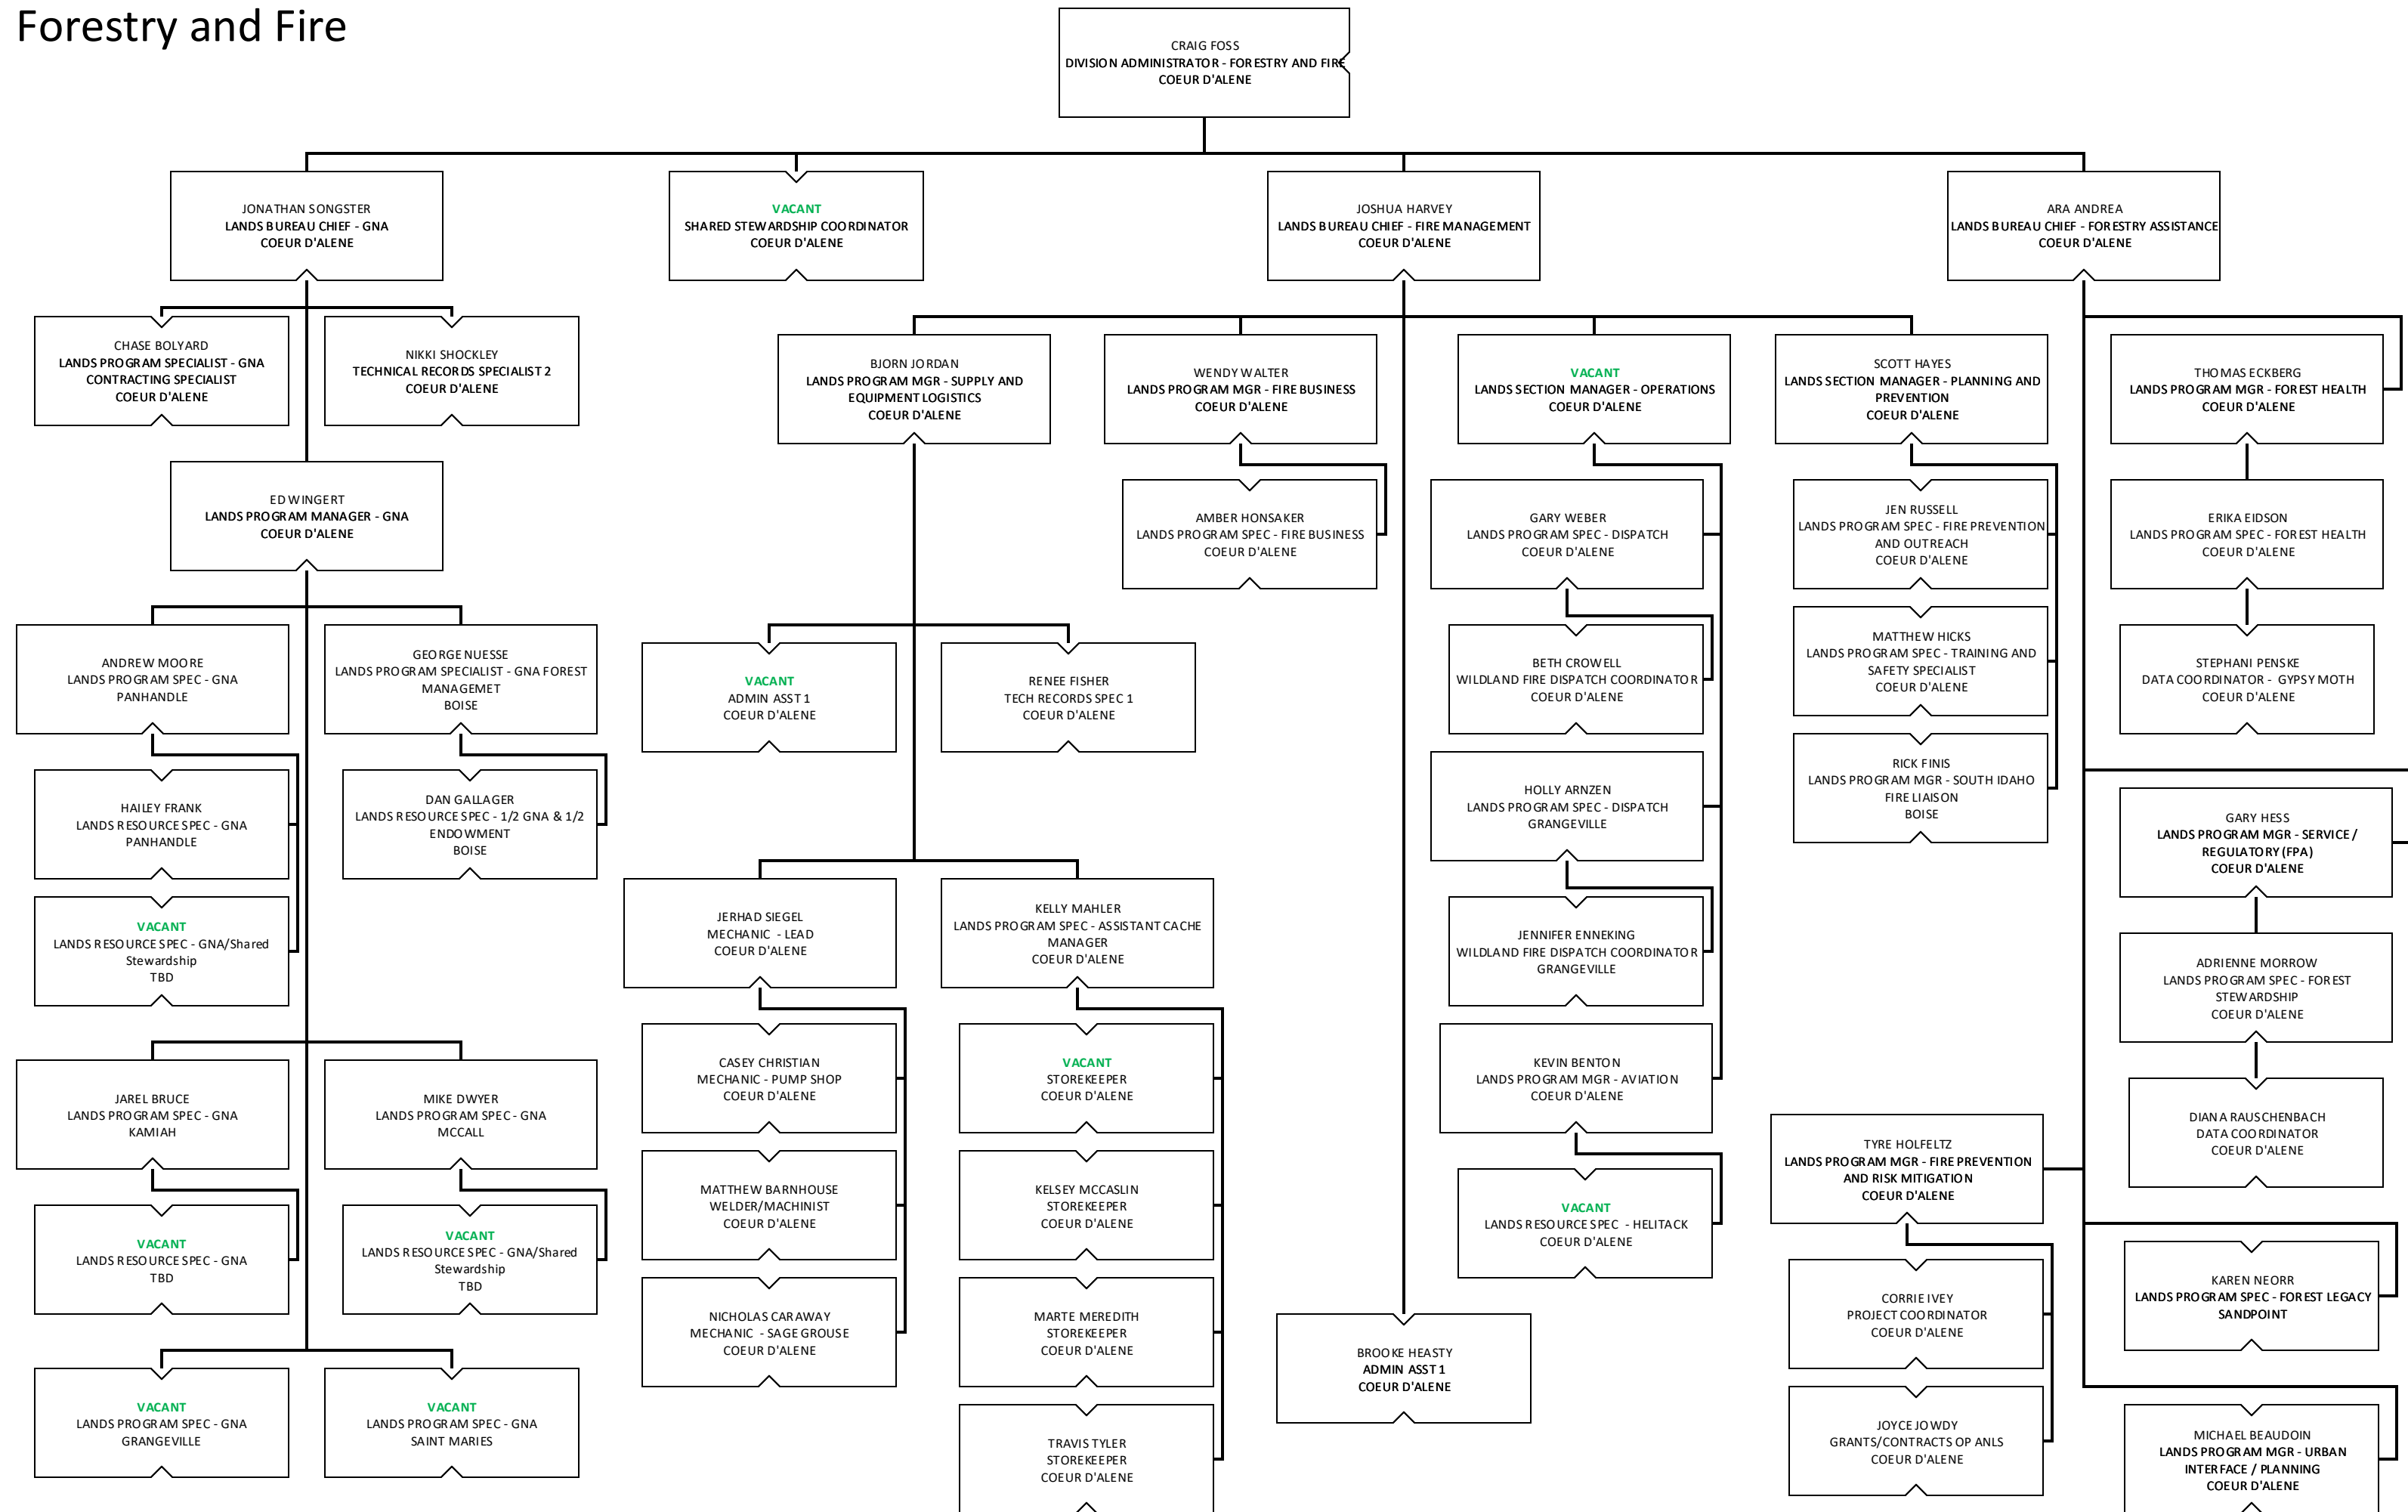 Forestry and Fire
CRAIG FOSS
DIVISION ADMINISTRATOR - FORESTRY AND FIRE
COEUR D'ALENE
JONATHAN SONGSTER
LANDS BUREAU CHIEF - GNA
COEUR D'ALENE
VACANT
SHARED STEWARDSHIP COORDINATOR
COEUR D'ALENE
JOSHUA HARVEY
LANDS BUREAU CHIEF - FIRE MANAGEMENT
COEUR D'ALENE
ARA ANDREA
LANDS BUREAU CHIEF - FORESTRY ASSISTANCE
COEUR D'ALENE
CHASE BOLYARD
LANDS PROGRAM SPECIALIST - GNA
CONTRACTING SPECIALIST
COEUR D'ALENE
NIKKI SHOCKLEY
TECHNICAL RECORDS SPECIALIST 2
COEUR D'ALENE
ED WINGERT
LANDS PROGRAM MANAGER - GNA
COEUR D'ALENE
ANDREW MOORE
LANDS PROGRAM SPEC - GNA
PANHANDLE
GEORGE NUESSE
LANDS PROGRAM SPECIALIST - GNA FOREST
MANAGEMET
BOISE
HAILEY FRANK
LANDS RESOURCE SPEC - GNA
PANHANDLE
DAN GALLAGER
LANDS RESOURCE SPEC - 1/2 GNA & 1/2
ENDOWMENT
BOISE
VACANT
LANDS RESOURCE SPEC - GNA/Shared
Stewardship
TBD
JAREL BRUCE
LANDS PROGRAM SPEC - GNA
KAMIAH
MIKE DWYER
LANDS PROGRAM SPEC - GNA
MCCALL
VACANT
LANDS RESOURCE SPEC - GNA
TBD
VACANT
LANDS RESOURCE SPEC - GNA/Shared
Stewardship
TBD
VACANT
LANDS PROGRAM SPEC - GNA
GRANGEVILLE
VACANT
LANDS PROGRAM SPEC - GNA
SAINT MARIES
BJORN JORDAN
LANDS PROGRAM MGR - SUPPLY AND
EQUIPMENT LOGISTICS
COEUR D'ALENE
VACANT
ADMIN ASST 1
COEUR D'ALENE
RENEE FISHER
TECH RECORDS SPEC 1
COEUR D'ALENE
JERHAD SIEGEL
MECHANIC - LEAD
COEUR D'ALENE
KELLY MAHLER
LANDS PROGRAM SPEC - ASSISTANT CACHE
MANAGER
COEUR D'ALENE
CASEY CHRISTIAN
MECHANIC - PUMP SHOP
COEUR D'ALENE
VACANT
STOREKEEPER
COEUR D'ALENE
MATTHEW BARNHOUSE
WELDER/MACHINIST
COEUR D'ALENE
KELSEY MCCASLIN
STOREKEEPER
COEUR D'ALENE
NICHOLAS CARAWAY
MECHANIC - SAGE GROUSE
COEUR D'ALENE
MARTE MEREDITH
STOREKEEPER
COEUR D'ALENE
TRAVIS TYLER
STOREKEEPER
COEUR D'ALENE
WENDY WALTER
LANDS PROGRAM MGR - FIRE BUSINESS
COEUR D'ALENE
AMBER HONSAKER
LANDS PROGRAM SPEC - FIRE BUSINESS
COEUR D'ALENE
BROOKE HEASTY
ADMIN ASST 1
COEUR D'ALENE
VACANT
LANDS SECTION MANAGER - OPERATIONS
COEUR D'ALENE
GARY WEBER
LANDS PROGRAM SPEC - DISPATCH
COEUR D'ALENE
BETH CROWELL
WILDLAND FIRE DISPATCH COORDINATOR
COEUR D'ALENE
HOLLY ARNZEN
LANDS PROGRAM SPEC - DISPATCH
GRANGEVILLE
JENNIFER ENNEKING
WILDLAND FIRE DISPATCH COORDINATOR
GRANGEVILLE
KEVIN BENTON
LANDS PROGRAM MGR - AVIATION
COEUR D'ALENE
VACANT
LANDS RESOURCE SPEC - HELITACK
COEUR D'ALENE
SCOTT HAYES
LANDS SECTION MANAGER - PLANNING AND
PREVENTION
COEUR D'ALENE
JEN RUSSELL
LANDS PROGRAM SPEC - FIRE PREVENTION
AND OUTREACH
COEUR D'ALENE
MATTHEW HICKS
LANDS PROGRAM SPEC - TRAINING AND
SAFETY SPECIALIST
COEUR D'ALENE
RICK FINIS
LANDS PROGRAM MGR - SOUTH IDAHO
FIRE LIAISON
BOISE
THOMAS ECKBERG
LANDS PROGRAM MGR - FOREST HEALTH
COEUR D'ALENE
ERIKA EIDSON
LANDS PROGRAM SPEC - FOREST HEALTH
COEUR D'ALENE
STEPHANI PENSKE
DATA COORDINATOR - GYPSY MOTH
COEUR D'ALENE
GARY HESS
LANDS PROGRAM MGR - SERVICE /
REGULATORY (FPA)
COEUR D'ALENE
ADRIENNE MORROW
LANDS PROGRAM SPEC - FOREST
STEWARDSHIP
COEUR D'ALENE
DIANA RAUSCHENBACH
DATA COORDINATOR
COEUR D'ALENE
TYRE HOLFELTZ
LANDS PROGRAM MGR - FIRE PREVENTION
AND RISK MITIGATION
COEUR D'ALENE
CORRIE IVEY
PROJECT COORDINATOR
COEUR D'ALENE
JOYCE JOWDY
GRANTS/CONTRACTS OP ANLS
COEUR D'ALENE
KAREN NEORR
LANDS PROGRAM SPEC - FOREST LEGACY
SANDPOINT
MICHAEL BEAUDOIN
LANDS PROGRAM MGR - URBAN
INTERFACE / PLANNING
COEUR D'ALENE